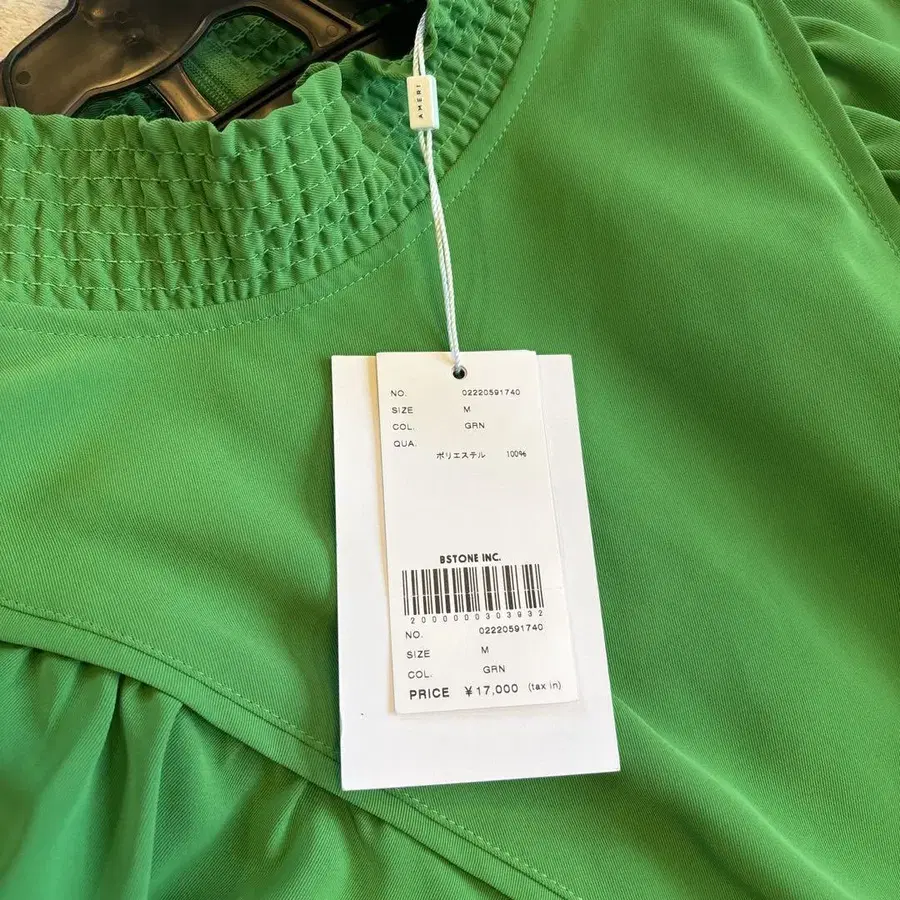 AMERI
NO. 02220591740
SIZE M
COL. GRN
QUA.
ポリエステル 100%
BSTONE INC.
2000000303932
NO. 02220591740
SIZE M
COL. GRN
PRICE ¥17,000 (tax in)